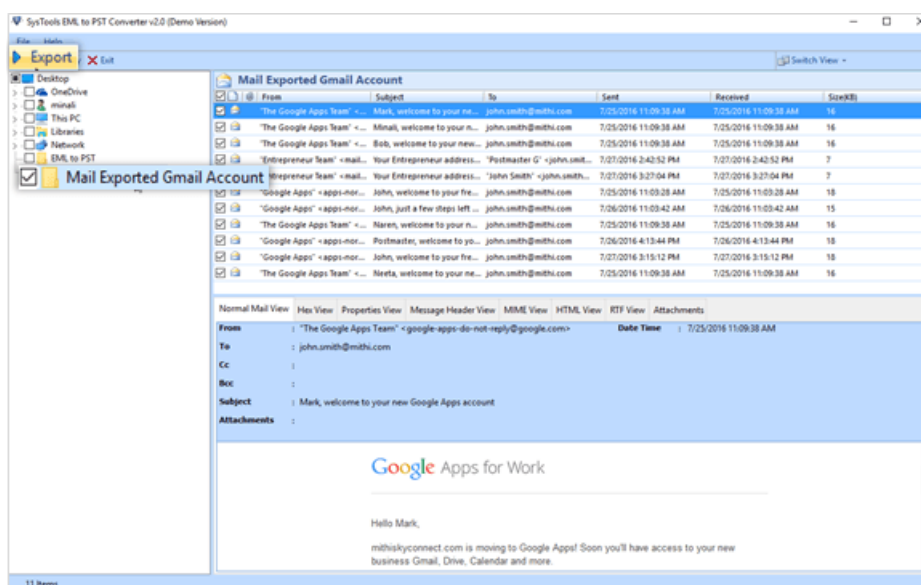 SysTools EML to PST Converter v2.0 (Demo Version)
File Help
Export Exit Switch View
Desktop
OneDrive
minali
This PC
Libraries
Network
EML to PST
Mail Exported Gmail Account
Mail Exported Gmail Account
From Subject To Sent Received Size(KB)
"The Google Apps Team" <... Mark, welcome to your ne... john.smith@mithi.com 7/25/2016 11:09:38 AM 7/25/2016 11:09:38 AM 16
"The Google Apps Team" <... Minali, welcome to your n... john.smith@mithi.com 7/25/2016 11:09:38 AM 7/25/2016 11:09:38 AM 16
"The Google Apps Team" <... Bob, welcome to your new... john.smith@mithi.com 7/25/2016 11:09:38 AM 7/25/2016 11:09:38 AM 16
"Entrepreneur Team" <mail... Your Entrepreneur address... "Postmaster G" <john.smit... 7/27/2016 2:42:52 PM 7/27/2016 2:42:52 PM 7
"Entrepreneur Team" <mail... Your Entrepreneur address... "John Smith" <john.smith... 7/27/2016 3:27:04 PM 7/27/2016 3:27:04 PM 7
"Google Apps" <apps-nor... John, welcome to your fre... john.smith@mithi.com 7/25/2016 11:03:28 AM 7/25/2016 11:03:28 AM 18
"Google Apps" <apps-nor... John, just a few steps left ... john.smith@mithi.com 7/26/2016 11:03:42 AM 7/26/2016 11:03:42 AM 15
"The Google Apps Team" <... Naren, welcome to your n... john.smith@mithi.com 7/25/2016 11:09:38 AM 7/25/2016 11:09:38 AM 16
"Google Apps" <apps-nor... Postmaster, welcome to yo... john.smith@mithi.com 7/26/2016 4:13:44 PM 7/26/2016 4:13:44 PM 18
"Google Apps" <apps-nor... John, welcome to your fre... john.smith@mithi.com 7/27/2016 3:15:12 PM 7/27/2016 3:15:12 PM 18
"The Google Apps Team" <... Neeta, welcome to your ne... john.smith@mithi.com 7/25/2016 11:09:38 AM 7/25/2016 11:09:38 AM 16
Normal Mail View Hex View Properties View Message Header View MIME View HTML View RTF View Attachments
From : "The Google Apps Team" <google-apps-do-not-reply@google.com> Date Time : 7/25/2016 11:09:38 AM
To : john.smith@mithi.com
Cc :
Bcc :
Subject : Mark, welcome to your new Google Apps account
Attachments :
Google Apps for Work
Hello Mark,
mithiskyconnect.com is moving to Google Apps! Soon you'll have access to your new
business Gmail, Drive, Calendar and more.
11 Items